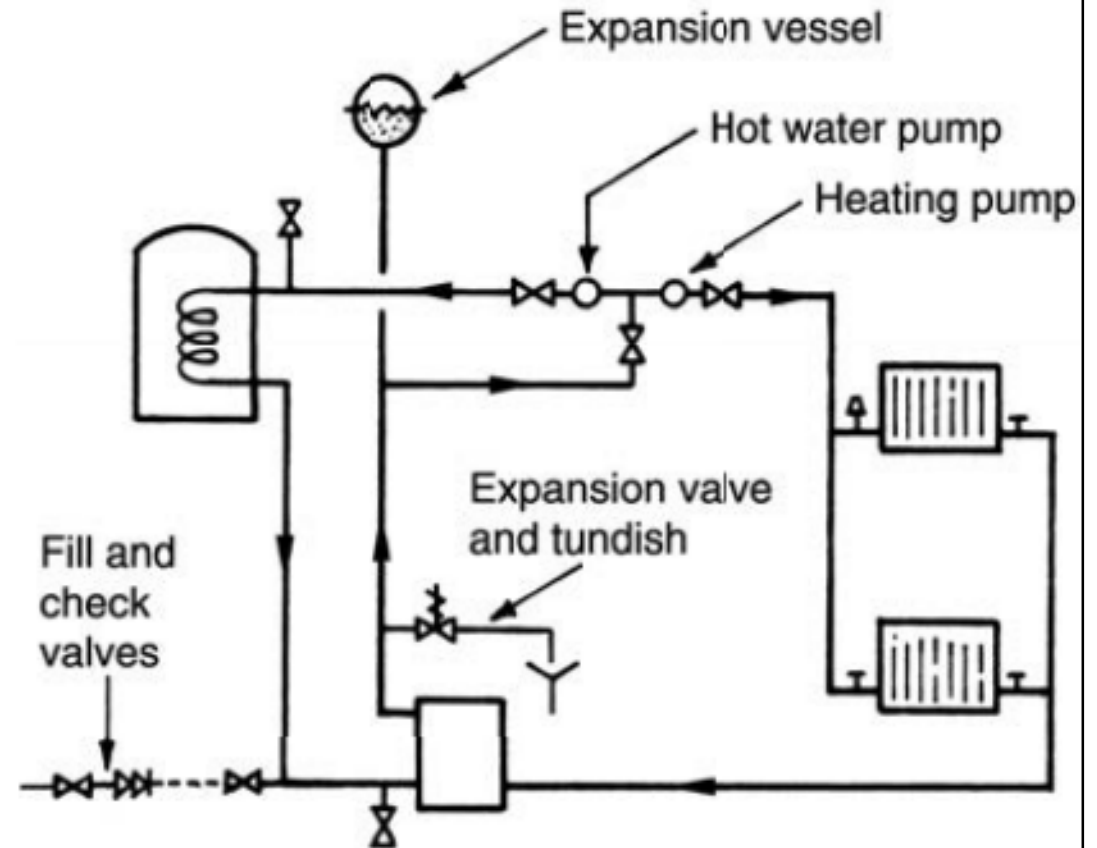 Expansion vessel
Hot water pump
Heating pump
Expansion valve
and tundish
Fill and
check
valves